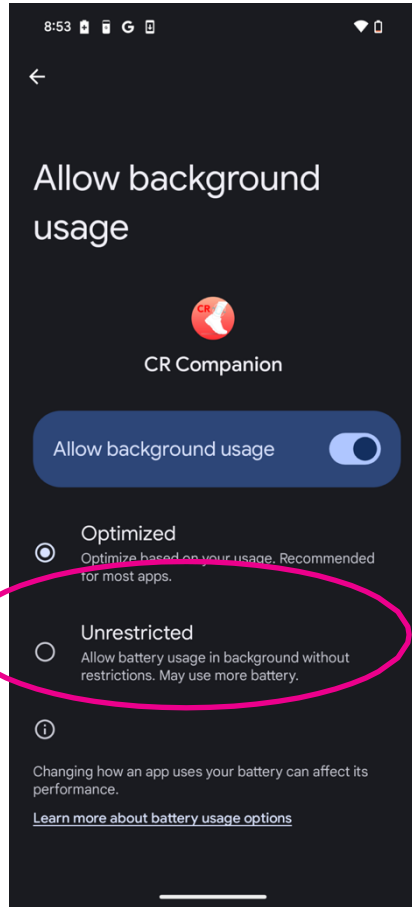 8:53 G
Allow background
usage
CR
CR Companion
Allow background usage
Optimized
Optimize based on your usage. Recommended
for most apps.
Unrestricted
Allow battery usage in background without
restrictions. May use more battery.
Changing how an app uses your battery can affect its
performance.
Learn more about battery usage options